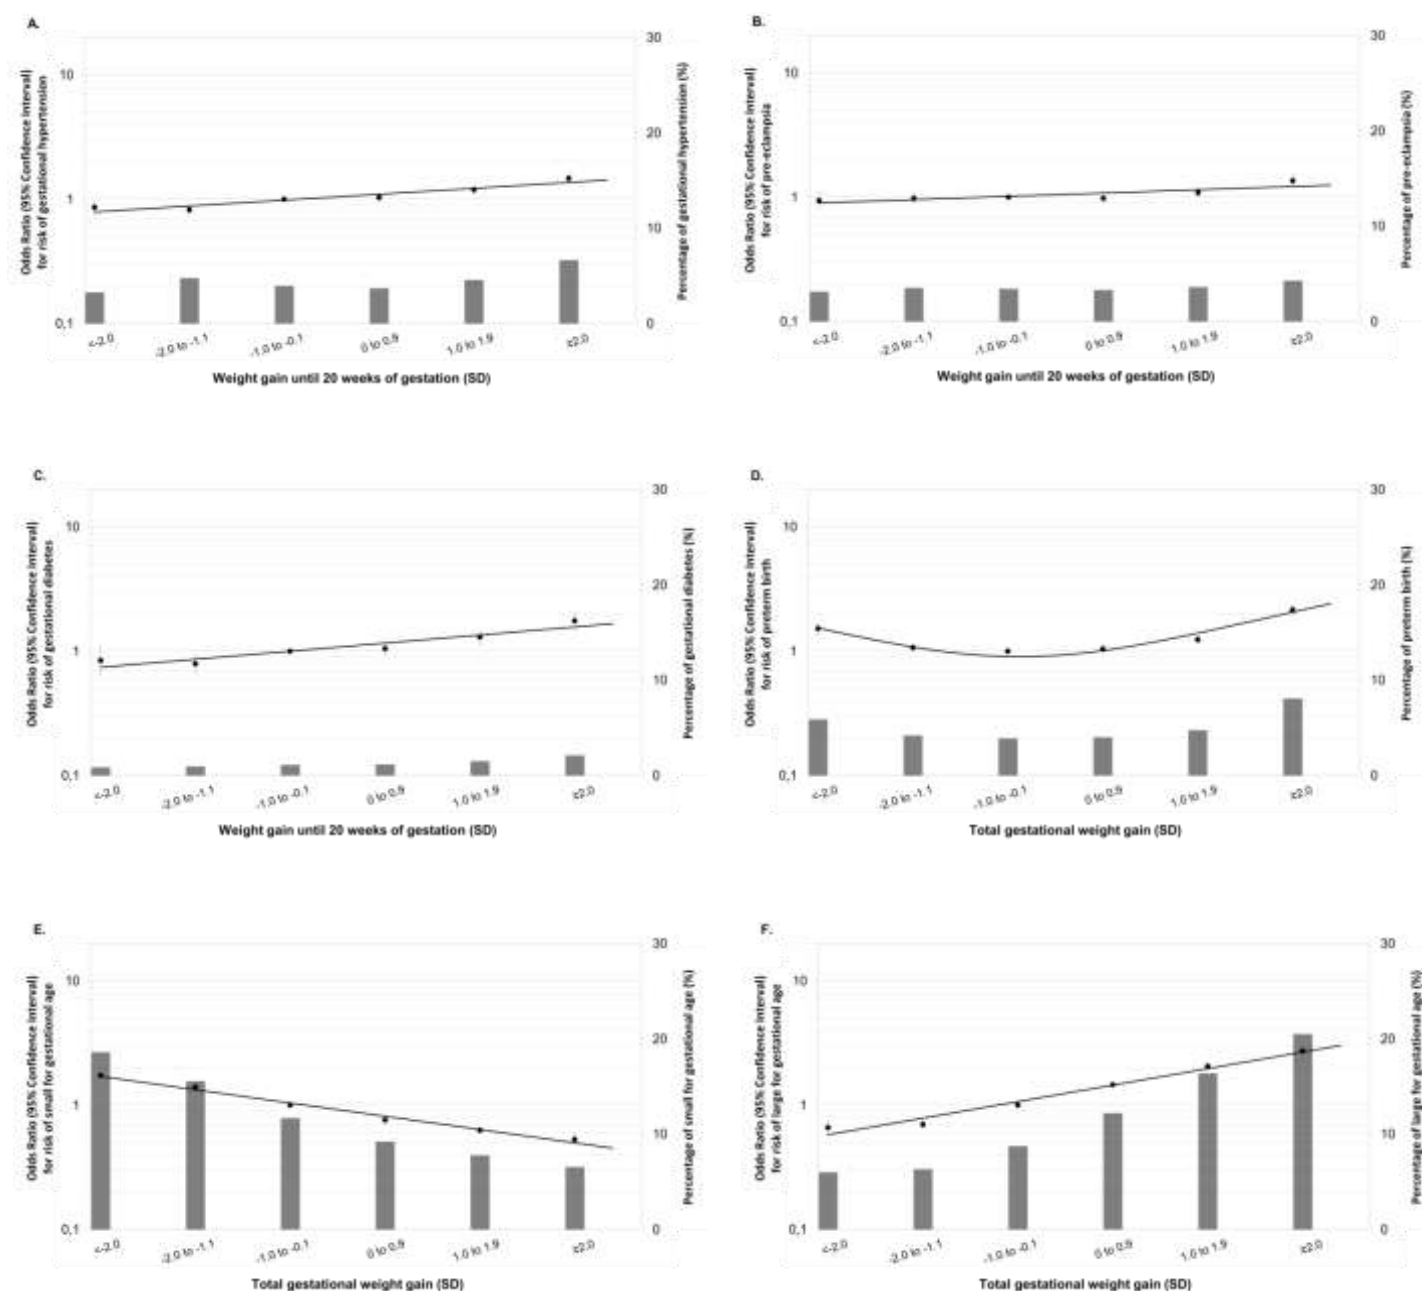 A.
Odds Ratio (95% Confidence Interval)
for risk of gestational hypertension
10
1
0,1
30
20
10
0
Percentage of gestational hypertension (%)
<-2.0
-2.0 to -1.1
-1.0 to -0.1
0 to 0.9
1.0 to 1.9
≥2.0
Weight gain until 20 weeks of gestation (SD)
B.
Odds Ratio (95% Confidence Interval)
for risk of pre-eclampsia
10
1
0,1
30
20
10
0
Percentage of pre-eclampsia (%)
<-2.0
-2.0 to -1.1
-1.0 to -0.1
0 to 0.9
1.0 to 1.9
≥2.0
Weight gain until 20 weeks of gestation (SD)
C.
Odds Ratio (95% Confidence Interval)
for risk of gestational diabetes
10
1
0,1
30
20
10
0
Percentage of gestational diabetes (%)
<-2.0
-2.0 to -1.1
-1.0 to -0.1
0 to 0.9
1.0 to 1.9
≥2.0
Weight gain until 20 weeks of gestation (SD)
D.
Odds Ratio (95% Confidence Interval)
for risk of preterm birth
10
1
0,1
30
20
10
0
Percentage of preterm birth (%)
<-2.0
-2.0 to -1.1
-1.0 to -0.1
0 to 0.9
1.0 to 1.9
≥2.0
Total gestational weight gain (SD)
E.
Odds Ratio (95% Confidence Interval)
for risk of small for gestational age
10
1
0,1
30
20
10
0
Percentage of small for gestational age (%)
<-2.0
-2.0 to -1.1
-1.0 to -0.1
0 to 0.9
1.0 to 1.9
≥2.0
Total gestational weight gain (SD)
F.
Odds Ratio (95% Confidence Interval)
for risk of large for gestational age
10
1
0,1
30
20
10
0
Percentage of large for gestational age (%)
<-2.0
-2.0 to -1.1
-1.0 to -0.1
0 to 0.9
1.0 to 1.9
≥2.0
Total gestational weight gain (SD)